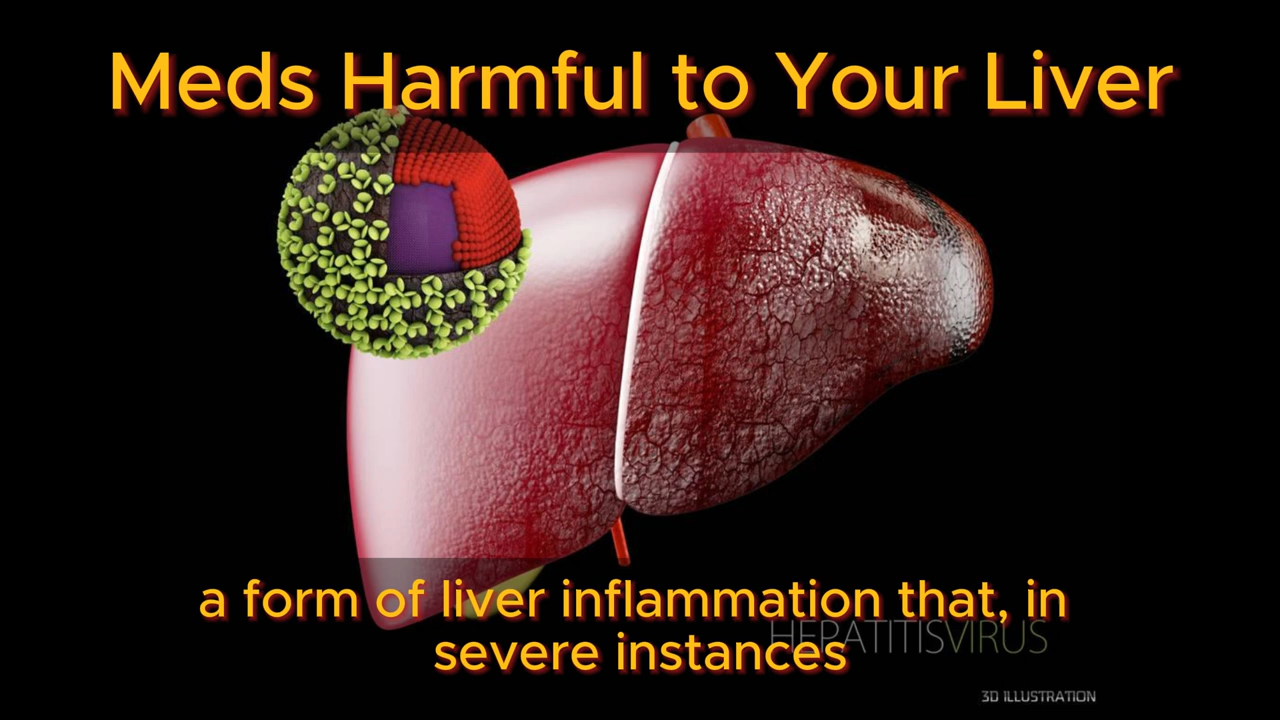 Meds Harmful to Your Liver
a form of liver inflammation that, in
severe instances
HEPATITISVIRUS
3D ILLUSTRATION